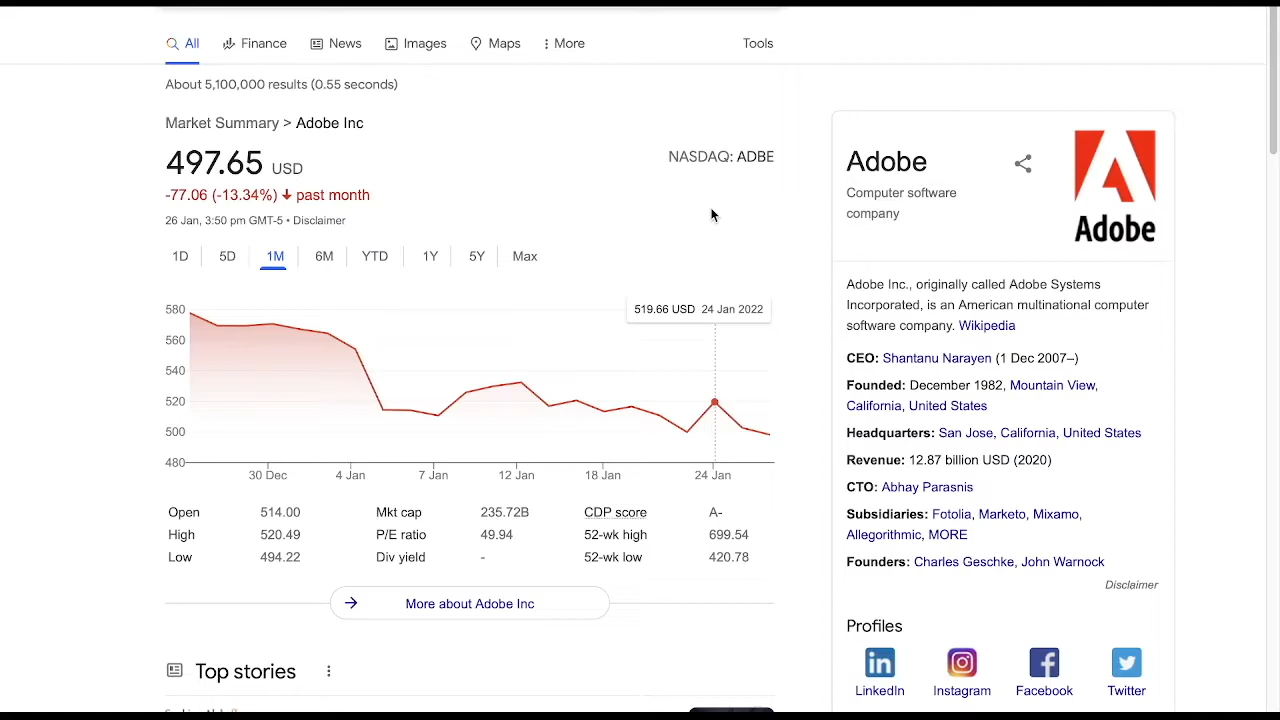 All Finance News Images Maps More Tools
About 5,100,000 results (0.55 seconds)
Market Summary > Adobe Inc
497.65 USD
NASDAQ: ADBE
-77.06 (-13.34%) past month
26 Jan, 3:50 pm GMT-5 • Disclaimer
1D 5D 1M 6M YTD 1Y 5Y Max
519.66 USD 24 Jan 2022
580
560
540
520
500
480
30 Dec 4 Jan 7 Jan 12 Jan 18 Jan 24 Jan
Open 514.00 Mkt cap 235.72B CDP score A-
High 520.49 P/E ratio 49.94 52-wk high 699.54
Low 494.22 Div yield - 52-wk low 420.78
More about Adobe Inc
Top stories
Adobe
Computer software
company
Adobe
Adobe Inc., originally called Adobe Systems
Incorporated, is an American multinational computer
software company. Wikipedia
CEO: Shantanu Narayen (1 Dec 2007–)
Founded: December 1982, Mountain View,
California, United States
Headquarters: San Jose, California, United States
Revenue: 12.87 billion USD (2020)
CTO: Abhay Parasnis
Subsidiaries: Fotolia, Marketo, Mixamo,
Allegorithmic, MORE
Founders: Charles Geschke, John Warnock
Disclaimer
Profiles
LinkedIn Instagram Facebook Twitter